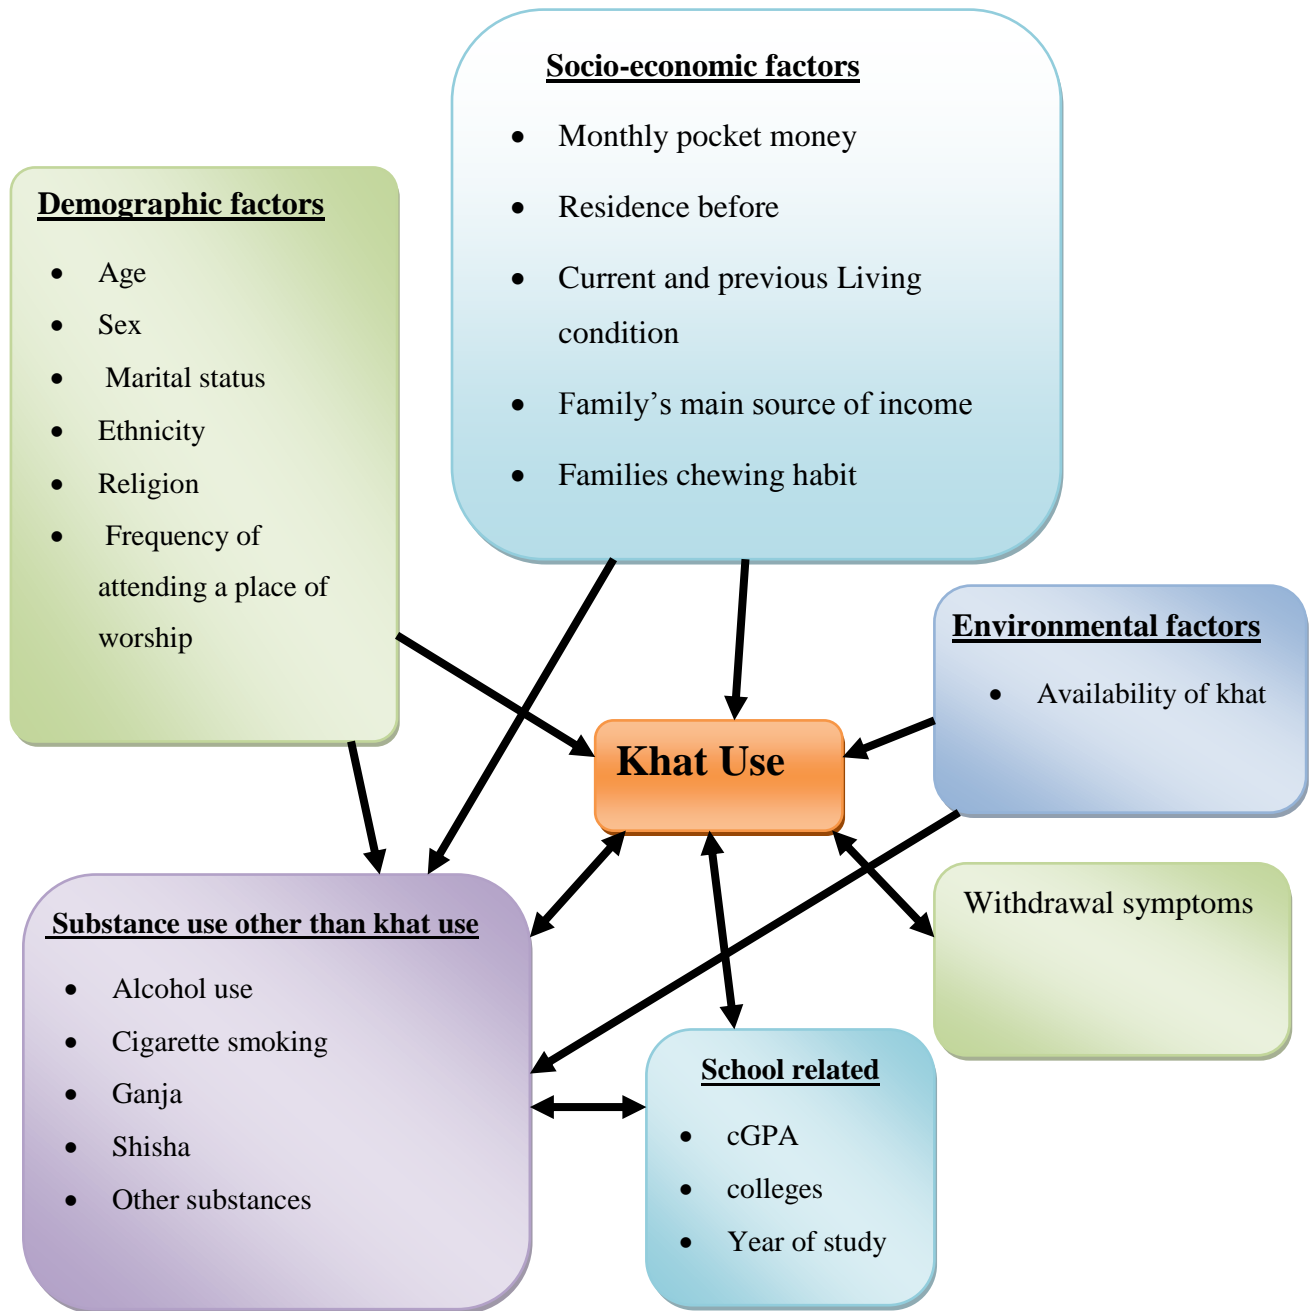 Socio-economic factors
• Monthly pocket money
• Residence before
• Current and previous Living
condition
• Family’s main source of income
• Families chewing habit
Demographic factors
• Age
• Sex
• Marital status
• Ethnicity
• Religion
• Frequency of
attending a place of
worship
Environmental factors
• Availability of khat
Khat Use
Withdrawal symptoms
Substance use other than khat use
• Alcohol use
• Cigarette smoking
• Ganja
• Shisha
• Other substances
School related
• cGPA
• colleges
• Year of study